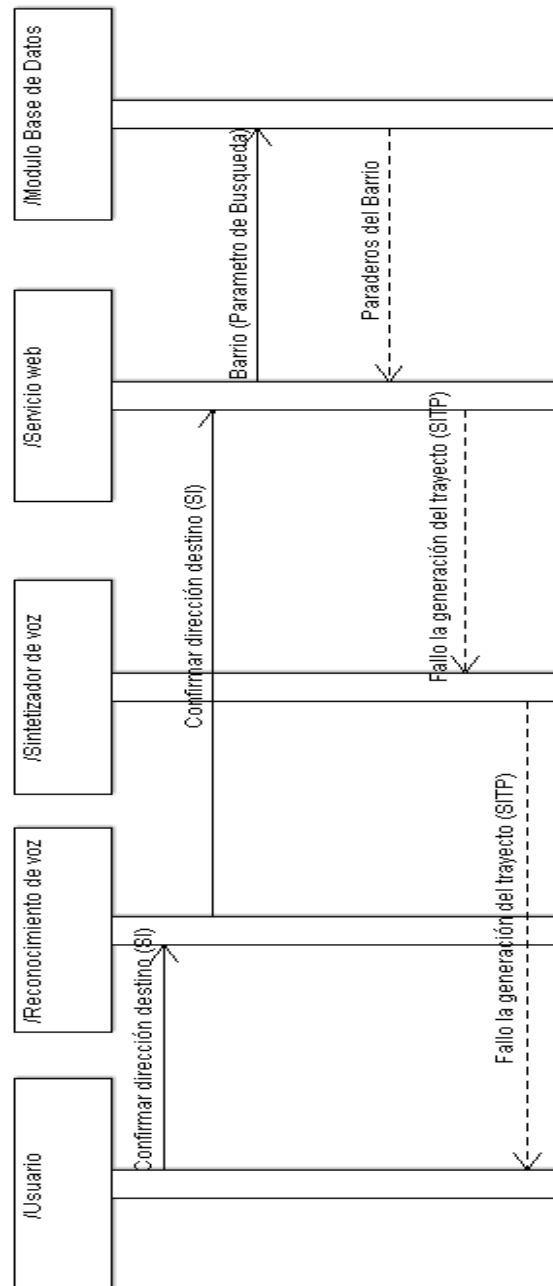 /Usuario
/Reconocimiento de voz
/Sintetizador de voz
/Servicio web
/Modulo Base de Datos
Confirmar dirección destino (SI)
Confirmar dirección destino (SI)
Barrio (Parametro de Busqueda)
Paraderos del Barrio
Fallo la generación del trayecto (SITP)
Fallo la generación del trayecto (SITP)